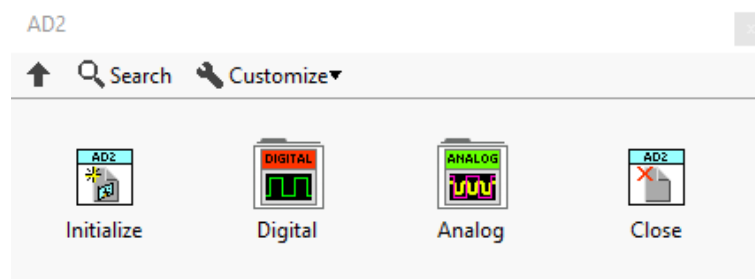 AD2
Search Customize
AD2 DIGITAL ANALOG AD2
Initialize Digital Analog Close